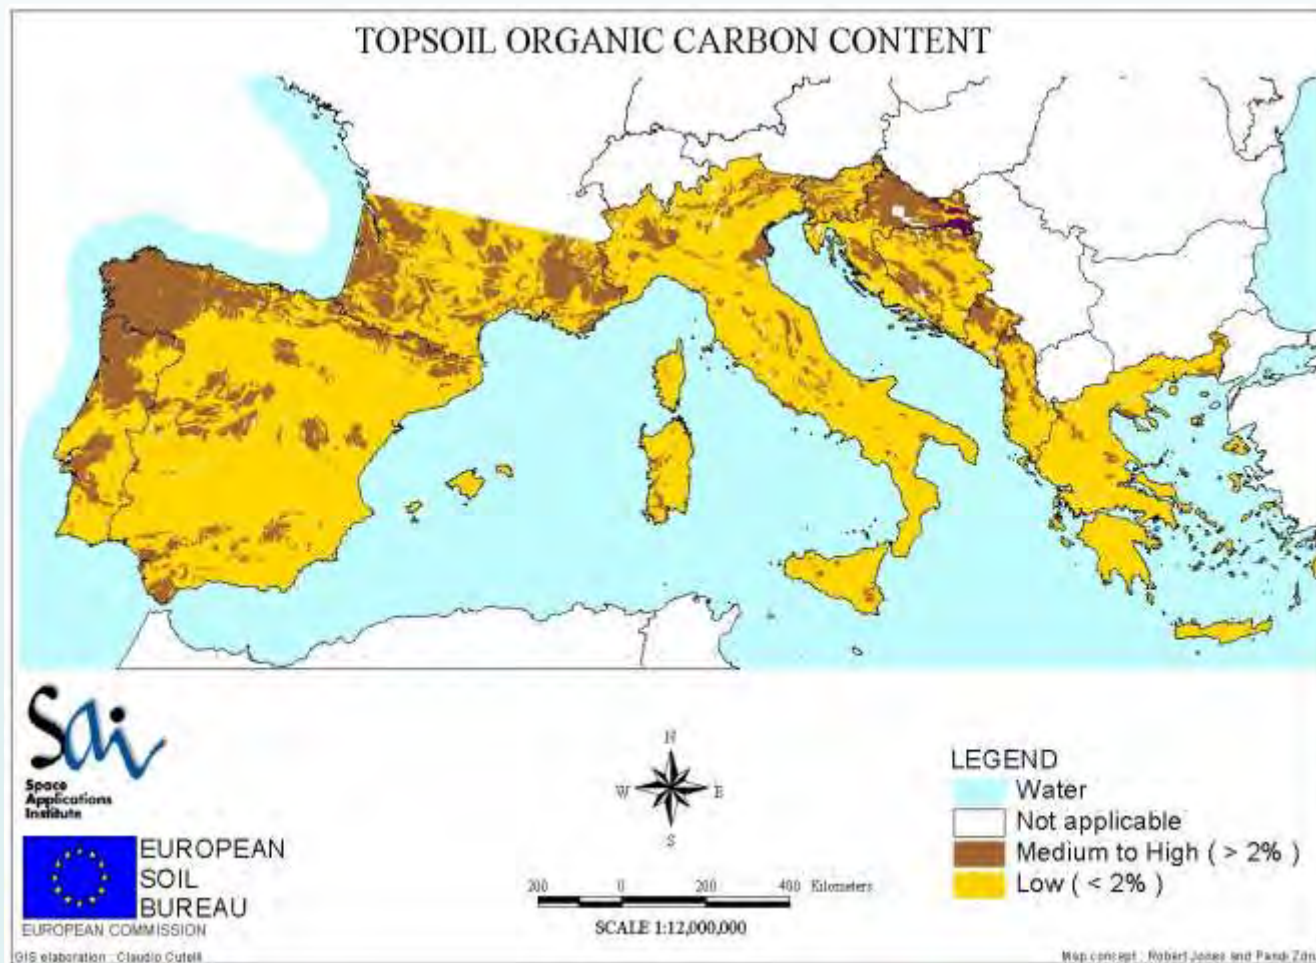 TOPSOIL ORGANIC CARBON CONTENT
Sai
Space
Applications
Institute
EUROPEAN
SOIL
BUREAU
EUROPEAN COMMISSION
GIS elaboration : Claudio Cutelli
N
W E
S
200 0 200 400 Kilometers
SCALE 1:12,000,000
LEGEND
Water
Not applicable
Medium to High ( > 2% )
Low ( < 2% )
Map concept : Robert Jones and Pandi